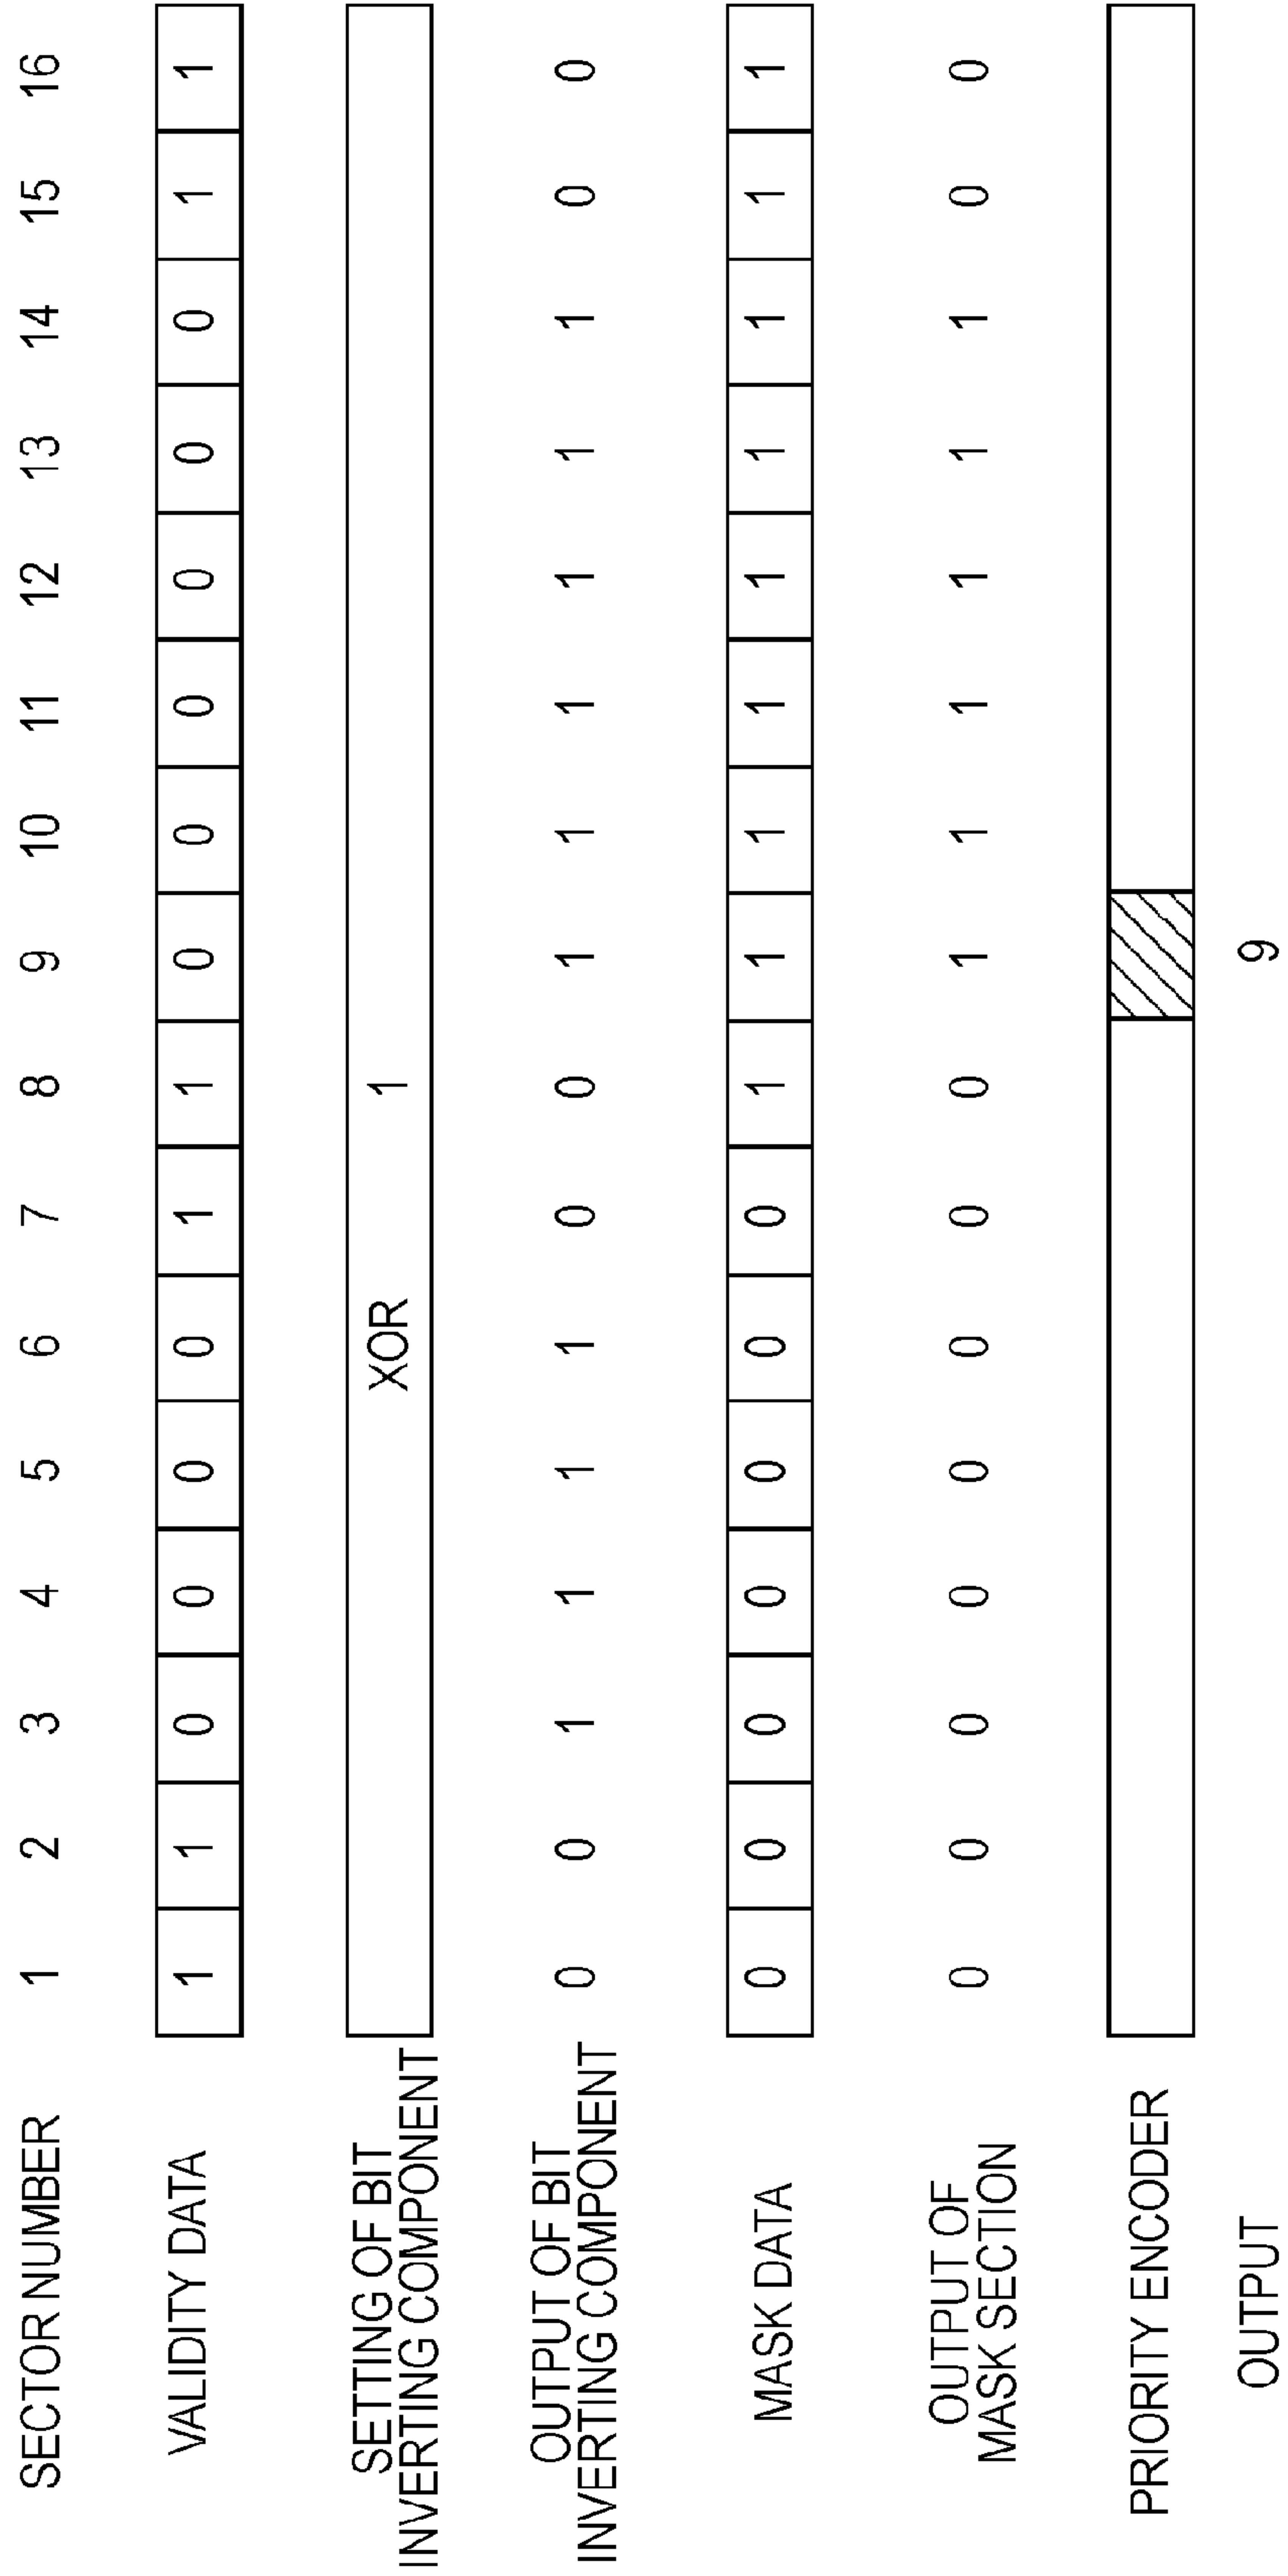 SECTOR NUMBER 1 2 3 4 5 6 7 8 9 10 11 12 13 14 15 16
VALIDITY DATA 1 1 0 0 0 0 1 1 0 0 0 0 0 0 1 1
SETTING OF BIT
INVERTING COMPONENT XOR 1
OUTPUT OF BIT
INVERTING COMPONENT 0 0 1 1 1 1 0 0 1 1 1 1 1 1 0 0
MASK DATA 0 0 0 0 0 0 0 1 1 1 1 1 1 1 1 1
OUTPUT OF
MASK SECTION 0 0 0 0 0 0 0 0 1 1 1 1 1 1 0 0
PRIORITY ENCODER
OUTPUT 9